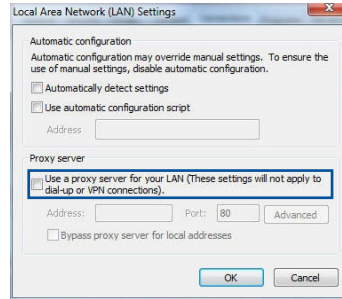 Local Area Network (LAN) Settings
Automatic configuration
Automatic configuration may override manual settings. To ensure the
use of manual settings, disable automatic configuration.
Automatically detect settings
Use automatic configuration script
Address
Proxy server
Use a proxy server for your LAN (These settings will not apply to
dial-up or VPN connections).
Address: Port: 80 Advanced
Bypass proxy server for local addresses
OK Cancel